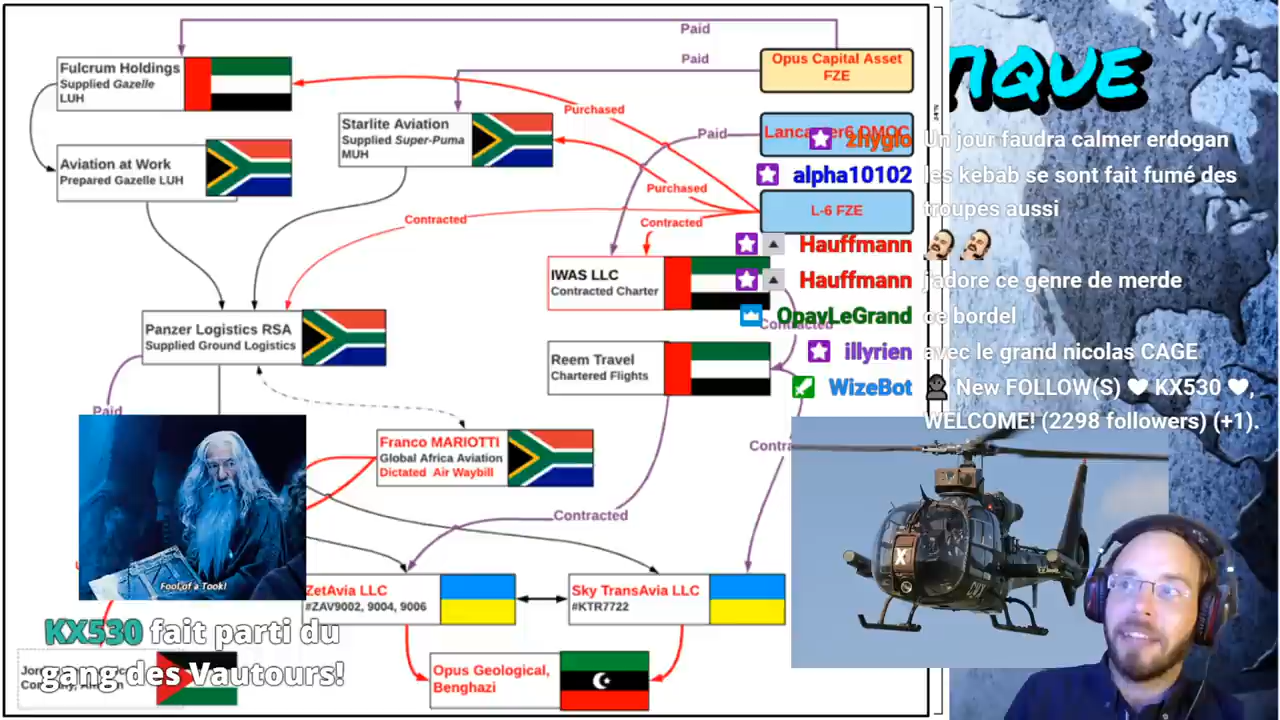 Paid
Opus Capital Asset
FZE
Paid
Fulcrum Holdings
Supplied Gazelle
LUH
Purchased
Starlite Aviation
Supplied Super-Puma
MUH
Paid
TIQUE
zhyglo Un jour faudra calmer erdogan
Aviation at Work
Prepared Gazelle LUH
alpha10102 les kebab se sont fait fumé des
troupes aussi
Purchased
L-6 FZE
Contracted
Contracted
Hauffmann
IWAS LLC
Contracted Charter
Hauffmann j'adore ce genre de merde
OpavLeGrand ce bordel
Contracted
Panzer Logistics RSA
Supplied Ground Logistics
illyrien avec le grand nicolas CAGE
Reem Travel
Chartered Flights
WizeBot New FOLLOW(S) KX530 ,
WELCOME! (2298 followers) (+1).
Paid
Franco MARIOTTI
Global Africa Aviation
Dictated Air Waybill
Contra
Contracted
X
Fool of a Took!
ZetAvia LLC
#ZAV9002, 9004, 9006
Sky TransAvia LLC
#KTR7722
KX530 fait parti du
gang des Vautours!
Opus Geological,
Benghazi